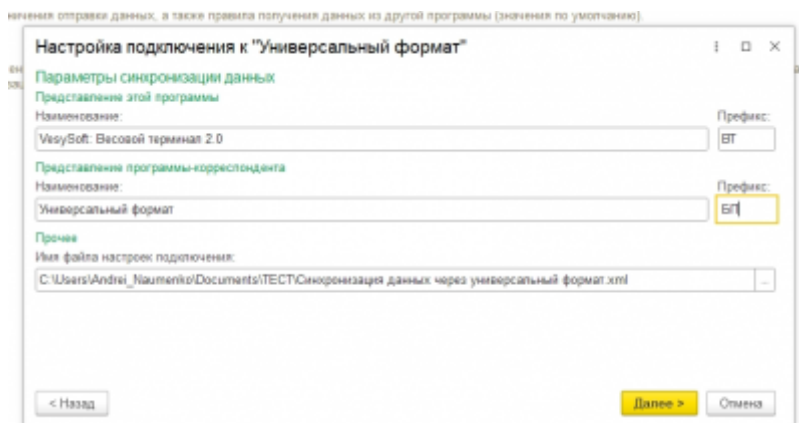 ничения отправки данных, а также правила получения данных из другой программы (значения по умолчанию).
Настройка подключения к "Универсальный формат"
Параметры синхронизации данных
Представление этой программы
Наименование: Префикс:
VesySoft: Весовой терминал 2.0 ВТ
Представление программы-корреспондента
Наименование: Префикс:
Универсальный формат БП
Прочее
Имя файла настроек подключения:
C:\Users\Andrei_Naumenko\Documents\ТЕСТ\Синхронизация данных через универсальный формат.xml ...
< Назад Далее > Отмена